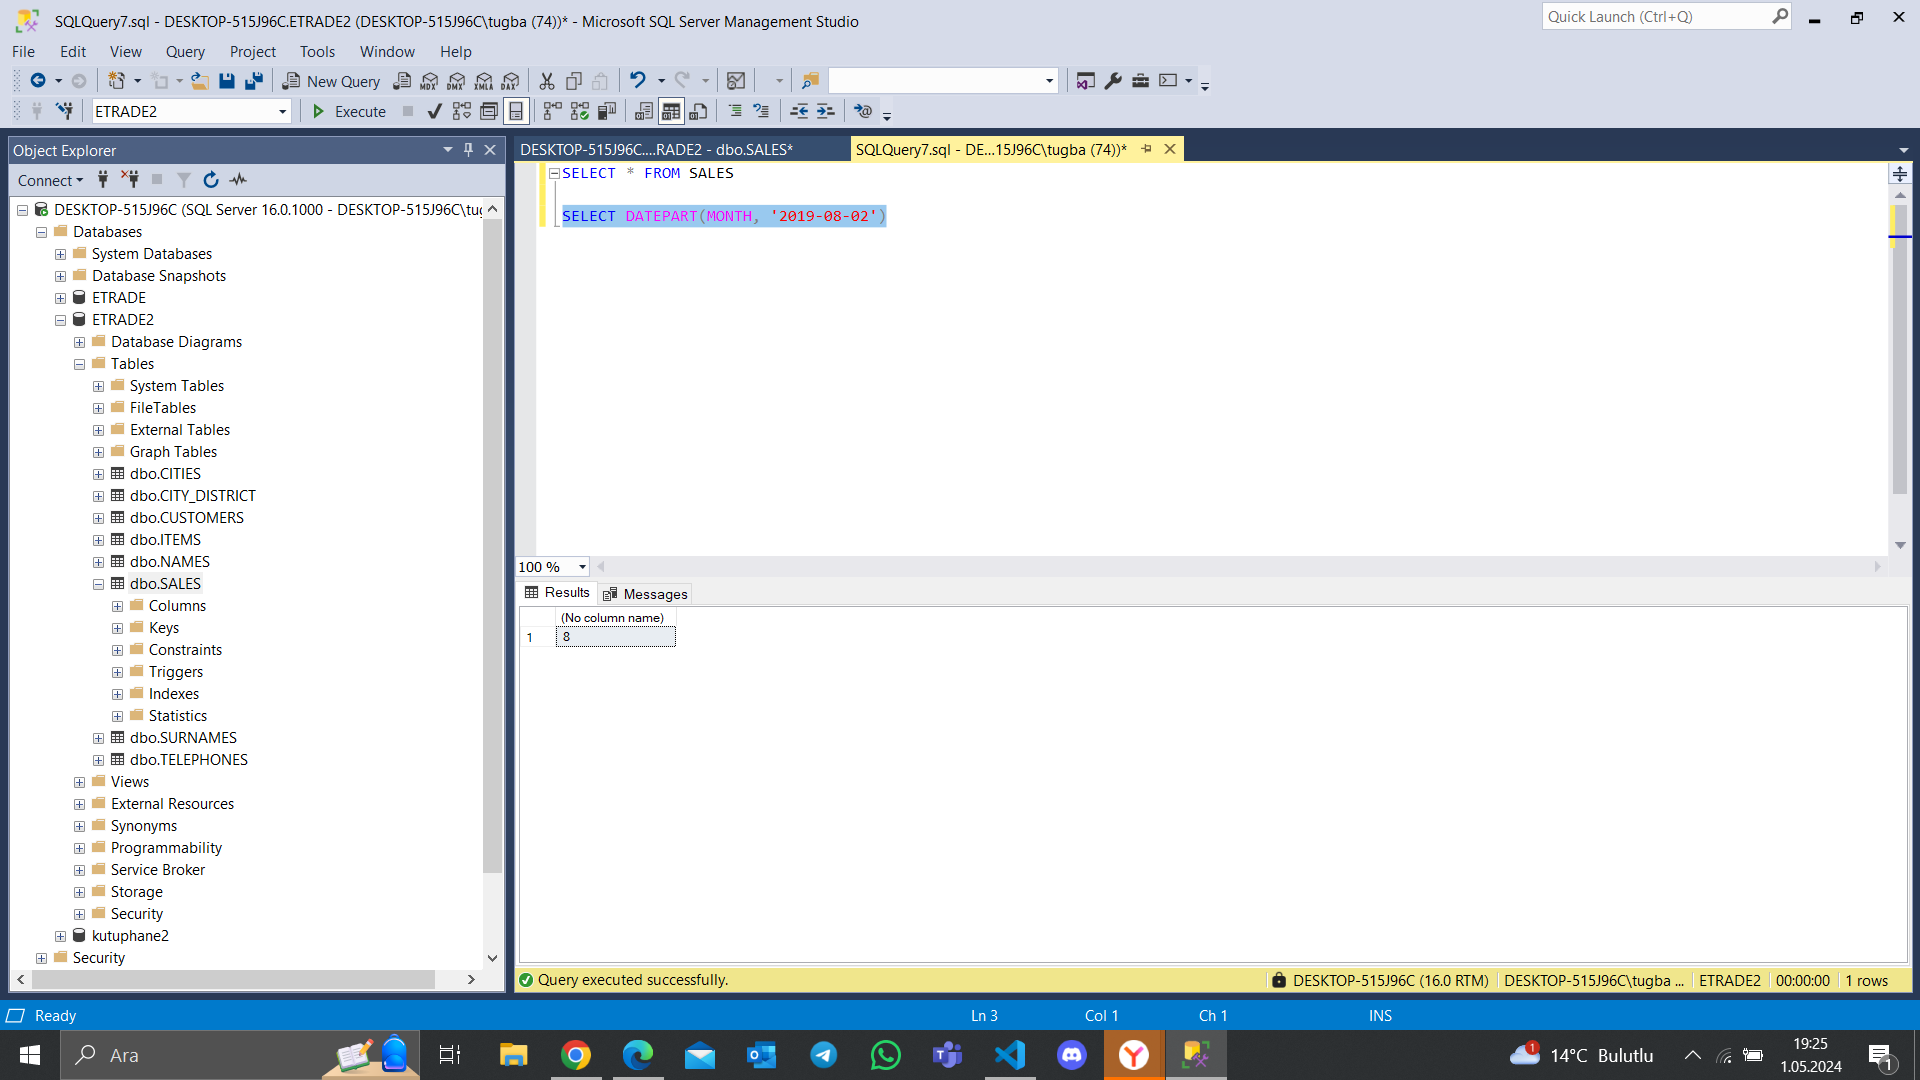 SQLQuery7.sql - DESKTOP-515J96C.ETRADE2 (DESKTOP-515J96C\tugba (74))* - Microsoft SQL Server Management Studio
Quick Launch (Ctrl+Q)
File Edit View Query Project Tools Window Help
New Query
MDX DMX XMLA DAX
ETRADE2
Execute
Object Explorer
DESKTOP-515J96C....RADE2 - dbo.SALES*
SQLQuery7.sql - DE...15J96C\tugba (74))*
Connect
DESKTOP-515J96C (SQL Server 16.0.1000 - DESKTOP-515J96C\tug
Databases
System Databases
Database Snapshots
ETRADE
ETRADE2
Database Diagrams
Tables
System Tables
FileTables
External Tables
Graph Tables
dbo.CITIES
dbo.CITY_DISTRICT
dbo.CUSTOMERS
dbo.ITEMS
dbo.NAMES
dbo.SALES
Columns
Keys
Constraints
Triggers
Indexes
Statistics
dbo.SURNAMES
dbo.TELEPHONES
Views
External Resources
Synonyms
Programmability
Service Broker
Storage
Security
kutuphane2
Security
SELECT * FROM SALES
SELECT DATEPART(MONTH, '2019-08-02')
100 %
Results Messages
(No column name)
1 8
Query executed successfully.
DESKTOP-515J96C (16.0 RTM) DESKTOP-515J96C\tugba ... ETRADE2 00:00:00 1 rows
Ready Ln 3 Col 1 Ch 1 INS
Ara
1
14°C Bulutlu
19:25
1.05.2024
1